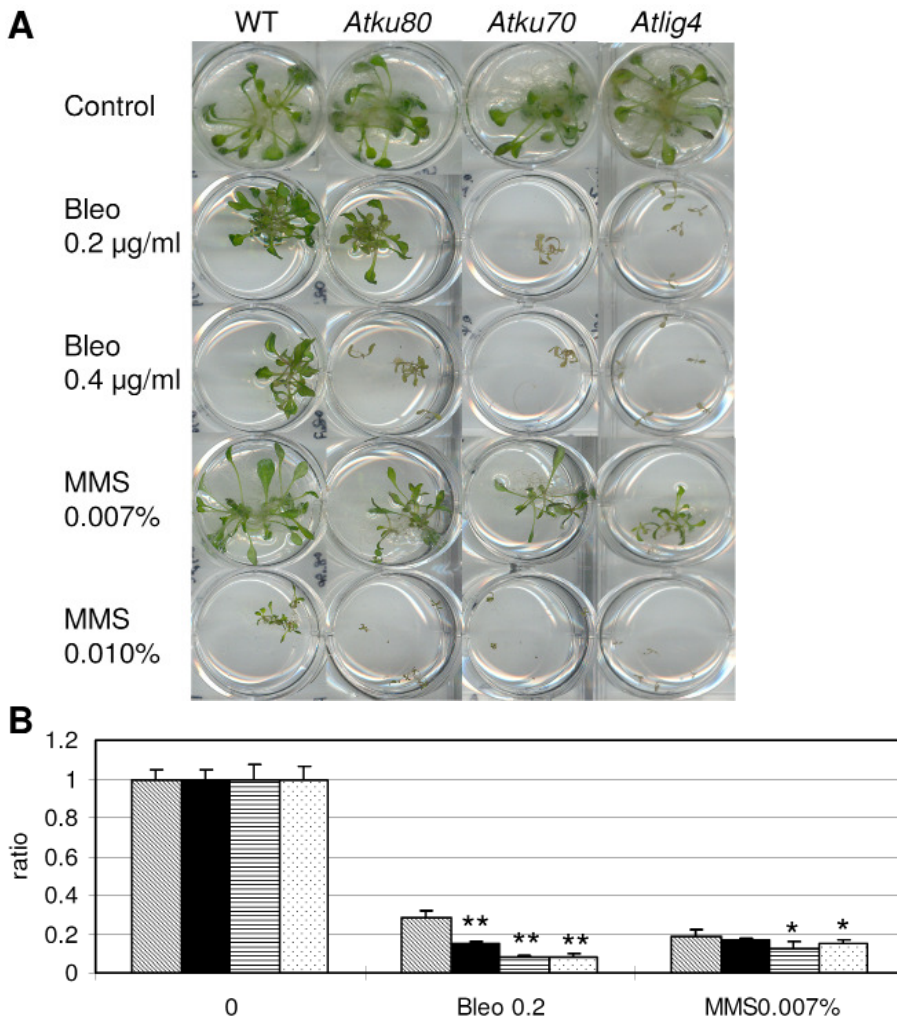 A
WT Atku80 Atku70 Atlig4
Control
Bleo
0.2 µg/ml
Bleo
0.4 µg/ml
MMS
0.007%
MMS
0.010%
B
1.2
1
0.8
0.6
0.4
0.2
0
ratio
** ** ** * *
0 Bleo 0.2 MMS0.007%